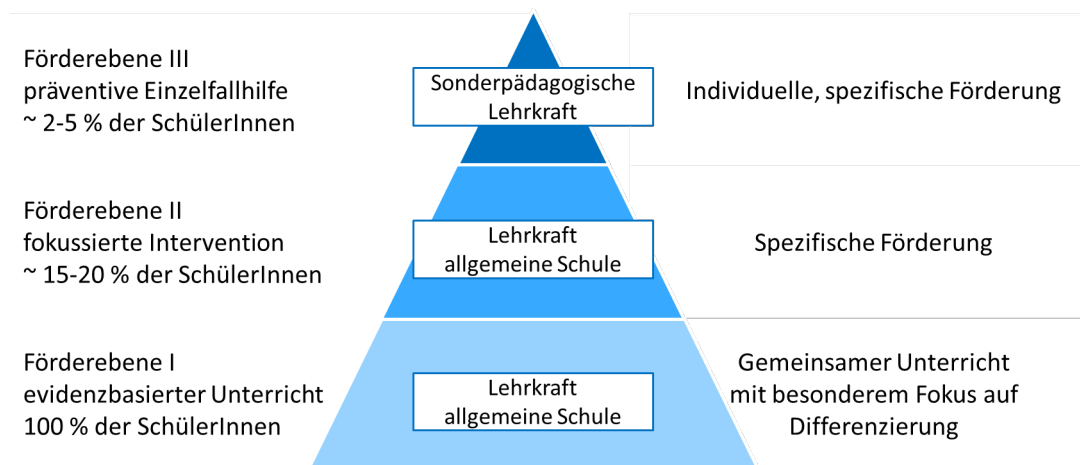 Förderebene III
präventive Einzelfallhilfe
~ 2-5 % der SchülerInnen
Sonderpädagogische
Lehrkraft
Individuelle, spezifische Förderung
Förderebene II
fokussierte Intervention
~ 15-20 % der SchülerInnen
Lehrkraft
allgemeine Schule
Spezifische Förderung
Förderebene I
evidenzbasierter Unterricht
100 % der SchülerInnen
Lehrkraft
allgemeine Schule
Gemeinsamer Unterricht
mit besonderem Fokus auf
Differenzierung